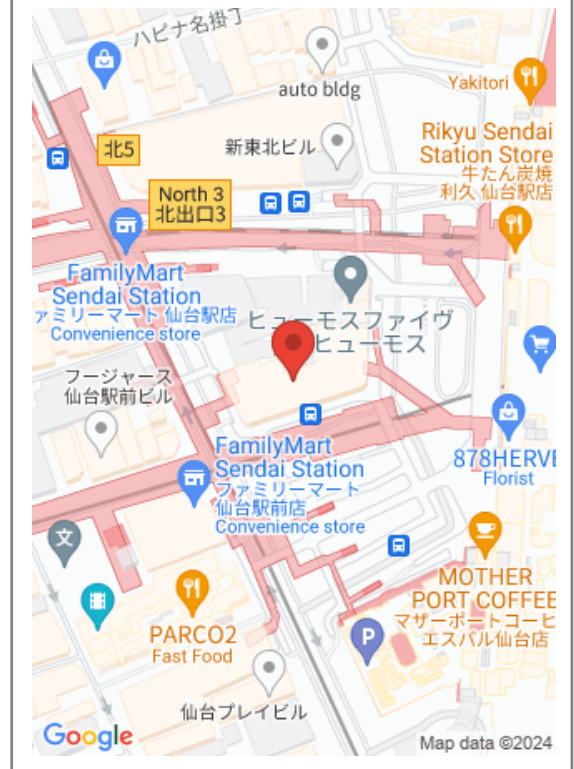 ハピナ名掛丁
auto bldg
Yakitori
北5
新東北ビル
Rikyu Sendai
Station Store
牛たん炭焼
利久 仙台駅店
North 3
北出口3
FamilyMart
Sendai Station
ァミリーマート 仙台駅店
Convenience store
ヒューモスファイヴ
ヒューモス
フージャース
仙台駅前ビル
FamilyMart
Sendai Station
ファミリーマート
仙台駅前店
Convenience store
878HERVE
Florist
文
MOTHER
PORT COFFEE
マザーポートコーヒ
エスパル仙台店
PARCO2
Fast Food
P
仙台プレイビル
Google
Map data ©2024